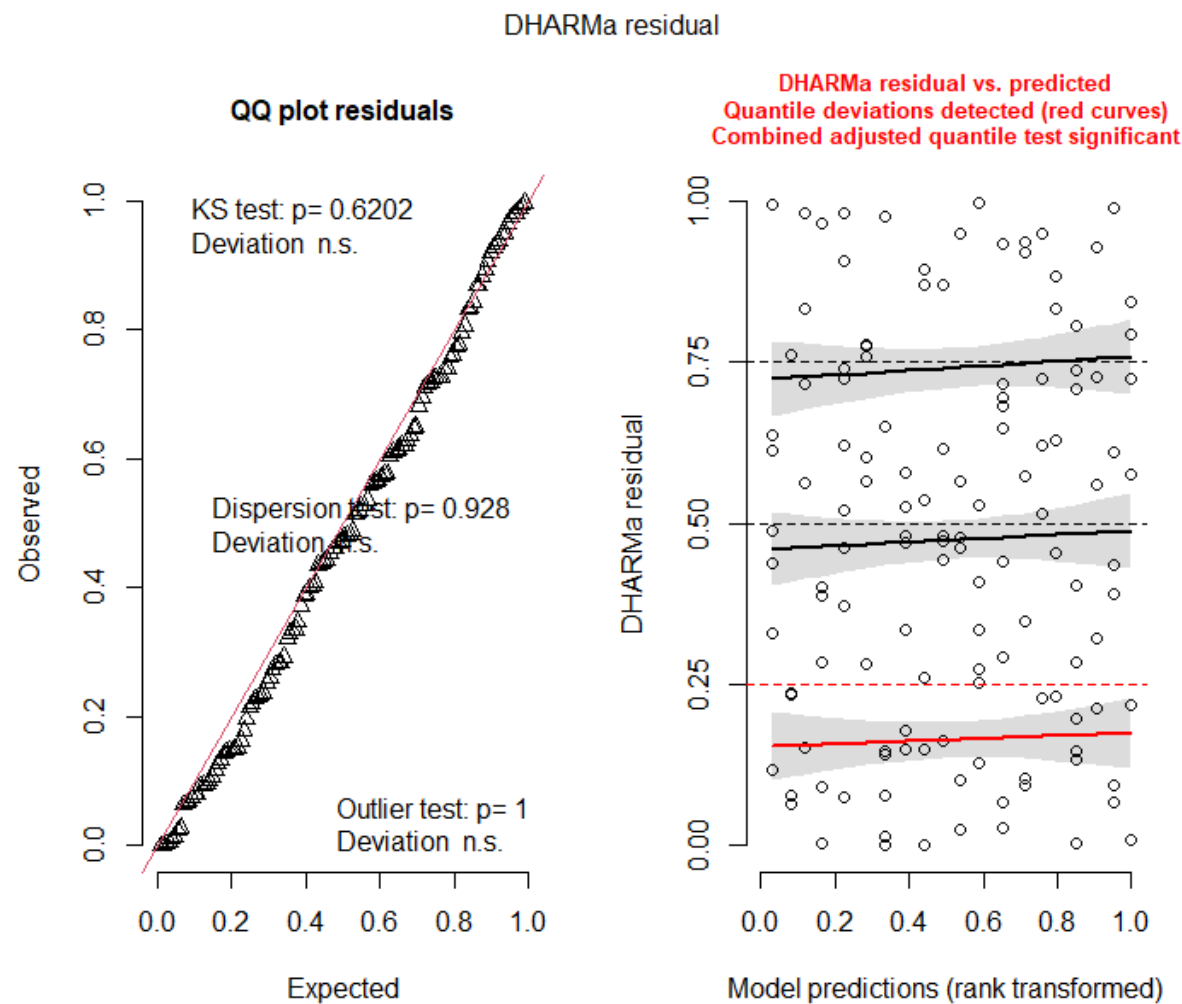 DHARMa residual
QQ plot residuals
KS test: p= 0.6202
Deviation n.s.
Dispersion test: p= 0.928
Deviation n.s.
Outlier test: p= 1
Deviation n.s.
Observed
0.0 0.2 0.4 0.6 0.8 1.0
0.0 0.2 0.4 0.6 0.8 1.0
Expected
DHARMa residual vs. predicted
Quantile deviations detected (red curves)
Combined adjusted quantile test significant
DHARMa residual
0.00 0.25 0.50 0.75 1.00
0.0 0.2 0.4 0.6 0.8 1.0
Model predictions (rank transformed)